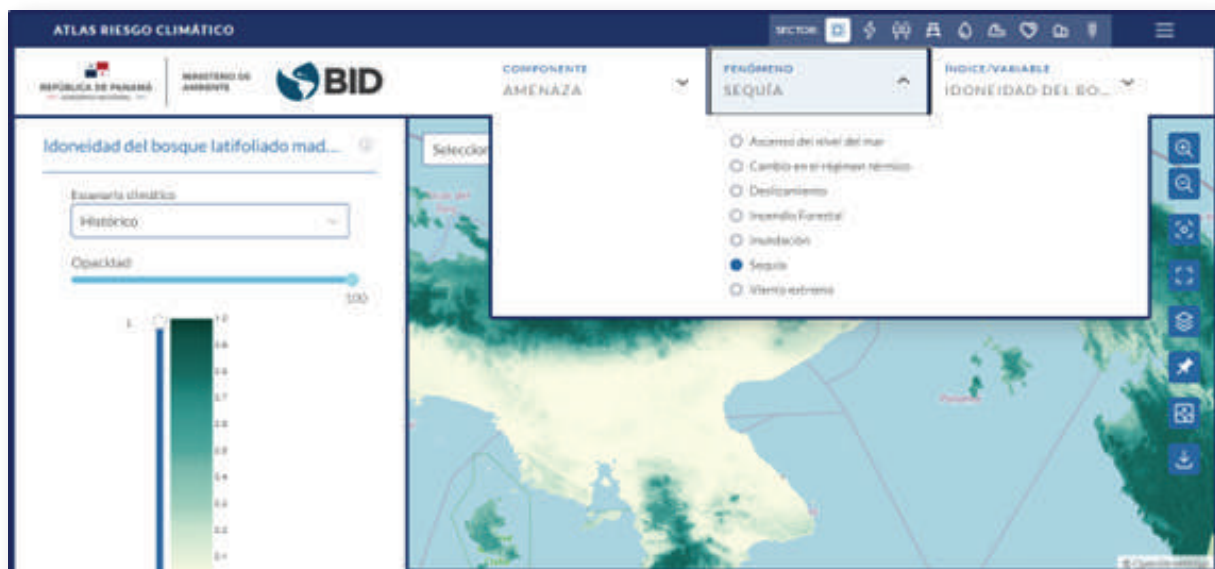 ATLAS RIESGO CLIMÁTICO
SECTOR
REPÚBLICA DE PANAMÁ
MINISTERIO DE
AMBIENTE
BID
COMPONENTE
AMENAZA
FENÓMENO
SEQUÍA
ÍNDICE/VARIABLE
IDONEIDAD DEL BO...
Idoneidad del bosque latifoliado mad...
Escenario climático
Histórico
Opacidad
100
Seleccion
Ascenso del nivel del mar
Cambio en el régimen térmico
Deslizamiento
Incendio Forestal
Inundación
Sequía
Viento extremo
1
Panamá